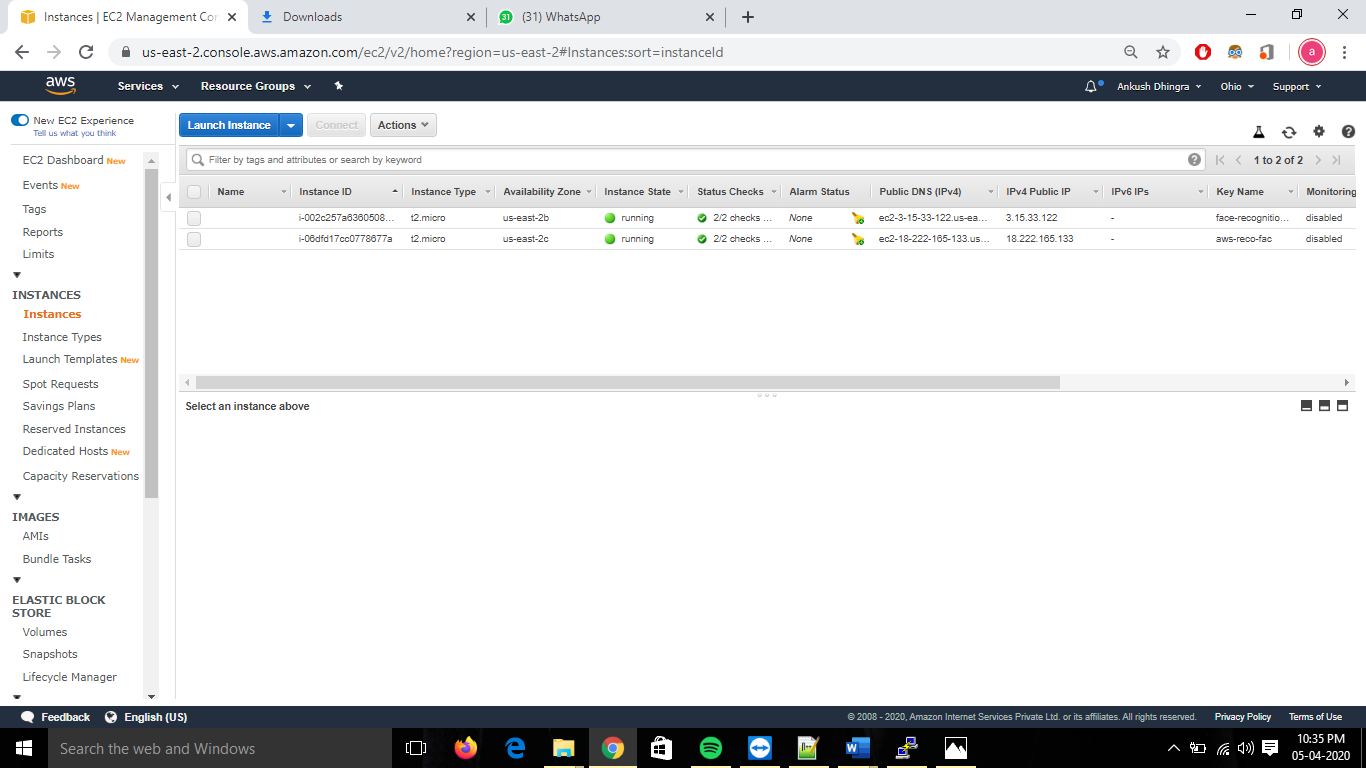 Instances | EC2 Management Con
Downloads
(31) WhatsApp
us-east-2.console.aws.amazon.com/ec2/v2/home?region=us-east-2#Instances:sort=instanceId
a
aws
Services
Resource Groups
Ankush Dhingra
Ohio
Support
New EC2 Experience
Tell us what you think
EC2 Dashboard New
Events New
Tags
Reports
Limits
INSTANCES
Instances
Instance Types
Launch Templates New
Spot Requests
Savings Plans
Reserved Instances
Dedicated Hosts New
Capacity Reservations
IMAGES
AMIs
Bundle Tasks
ELASTIC BLOCK
STORE
Volumes
Snapshots
Lifecycle Manager
Launch Instance
Connect
Actions
Filter by tags and attributes or search by keyword
1 to 2 of 2
Name Instance ID Instance Type Availability Zone Instance State Status Checks Alarm Status Public DNS (IPv4) IPv4 Public IP IPv6 IPs Key Name Monitoring
i-002c257a6360508... t2.micro us-east-2b running 2/2 checks ... None ec2-3-15-33-122.us-ea... 3.15.33.122 - face-recognitio... disabled
i-06dfd17cc0778677a t2.micro us-east-2c running 2/2 checks ... None ec2-18-222-165-133.us... 18.222.165.133 - aws-reco-fac disabled
Select an instance above
Feedback
English (US)
© 2008 - 2020, Amazon Internet Services Private Ltd. or its affiliates. All rights reserved.
Privacy Policy
Terms of Use
Search the web and Windows
10:35 PM
05-04-2020